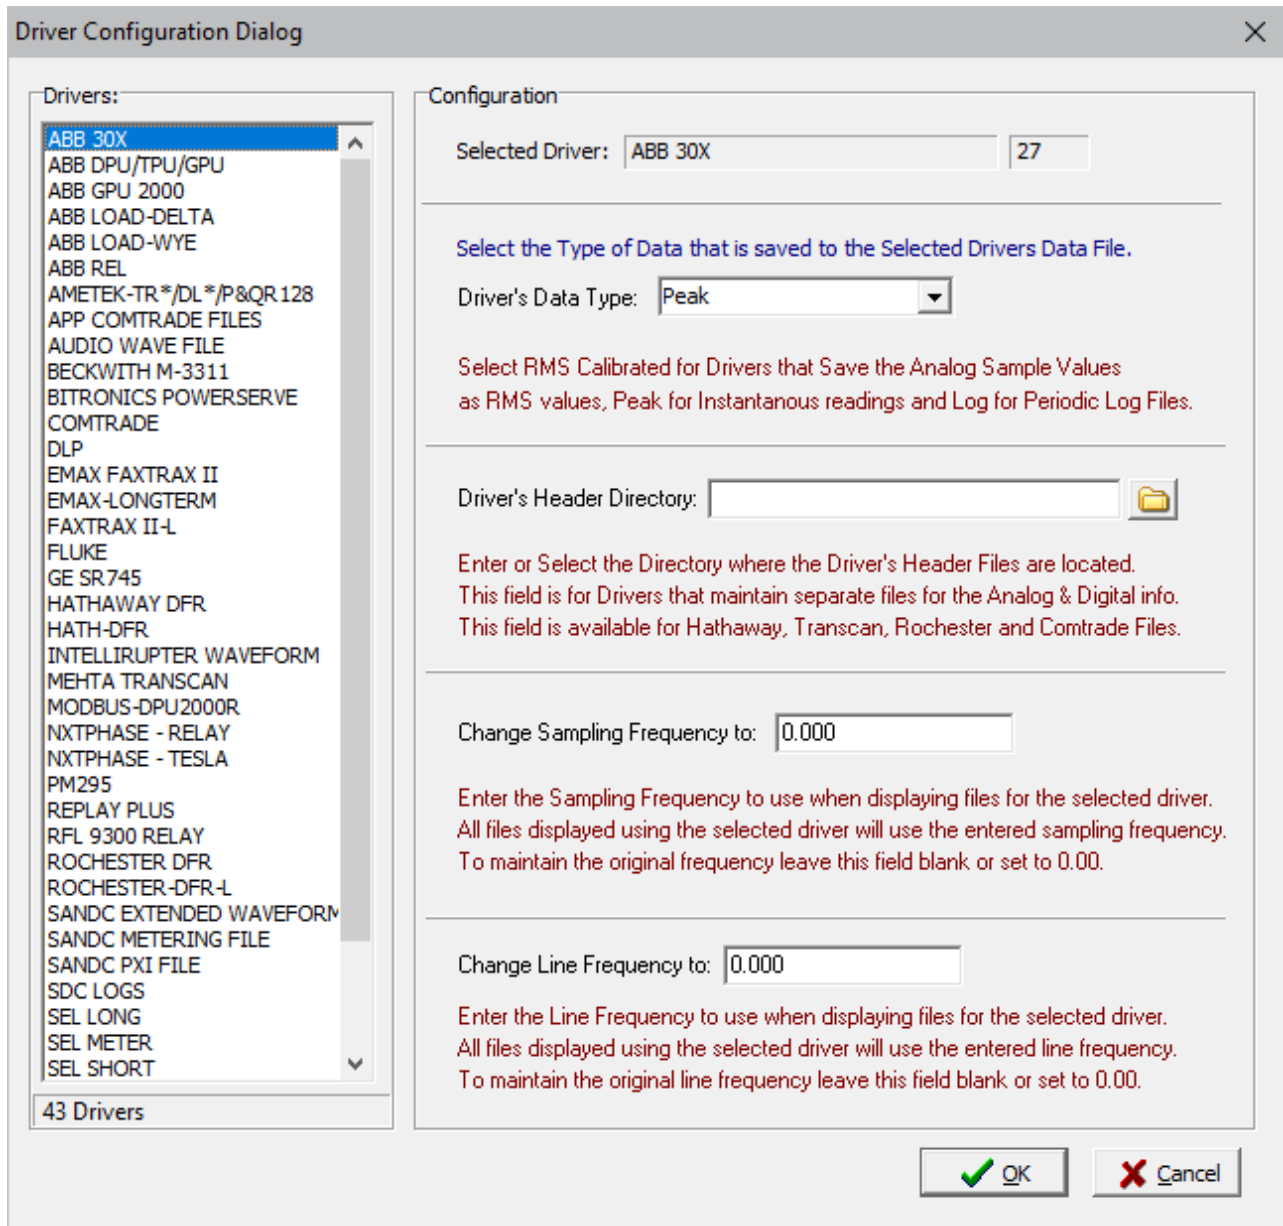 Driver Configuration Dialog
Drivers:
ABB 30X
ABB DPU/TPU/GPU
ABB GPU 2000
ABB LOAD-DELTA
ABB LOAD-WYE
ABB REL
AMETEK-TR*/DL*/P&QR128
APP COMTRADE FILES
AUDIO WAVE FILE
BECKWITH M-3311
BITRONICS POWERSERVE
COMTRADE
DLP
EMAX FAXTRAX II
EMAX-LONGTERM
FAXTRAX II-L
FLUKE
GE SR745
HATHAWAY DFR
HATH-DFR
INTELLIRUPTER WAVEFORM
MEHTA TRANSCAN
MODBUS-DPU2000R
NXTPHASE - RELAY
NXTPHASE - TESLA
PM295
REPLAY PLUS
RFL 9300 RELAY
ROCHESTER DFR
ROCHESTER-DFR-L
SANDC EXTENDED WAVEFORM
SANDC METERING FILE
SANDC PXI FILE
SDC LOGS
SEL LONG
SEL METER
SEL SHORT
43 Drivers
Configuration
Selected Driver: ABB 30X 27
Select the Type of Data that is saved to the Selected Drivers Data File.
Driver's Data Type: Peak
Select RMS Calibrated for Drivers that Save the Analog Sample Values
as RMS values, Peak for Instantanous readings and Log for Periodic Log Files.
Driver's Header Directory:
Enter or Select the Directory where the Driver's Header Files are located.
This field is for Drivers that maintain separate files for the Analog & Digital info.
This field is available for Hathaway, Transcan, Rochester and Comtrade Files.
Change Sampling Frequency to: 0.000
Enter the Sampling Frequency to use when displaying files for the selected driver.
All files displayed using the selected driver will use the entered sampling frequency.
To maintain the original frequency leave this field blank or set to 0.00.
Change Line Frequency to: 0.000
Enter the Line Frequency to use when displaying files for the selected driver.
All files displayed using the selected driver will use the entered line frequency.
To maintain the original line frequency leave this field blank or set to 0.00.
OK
Cancel